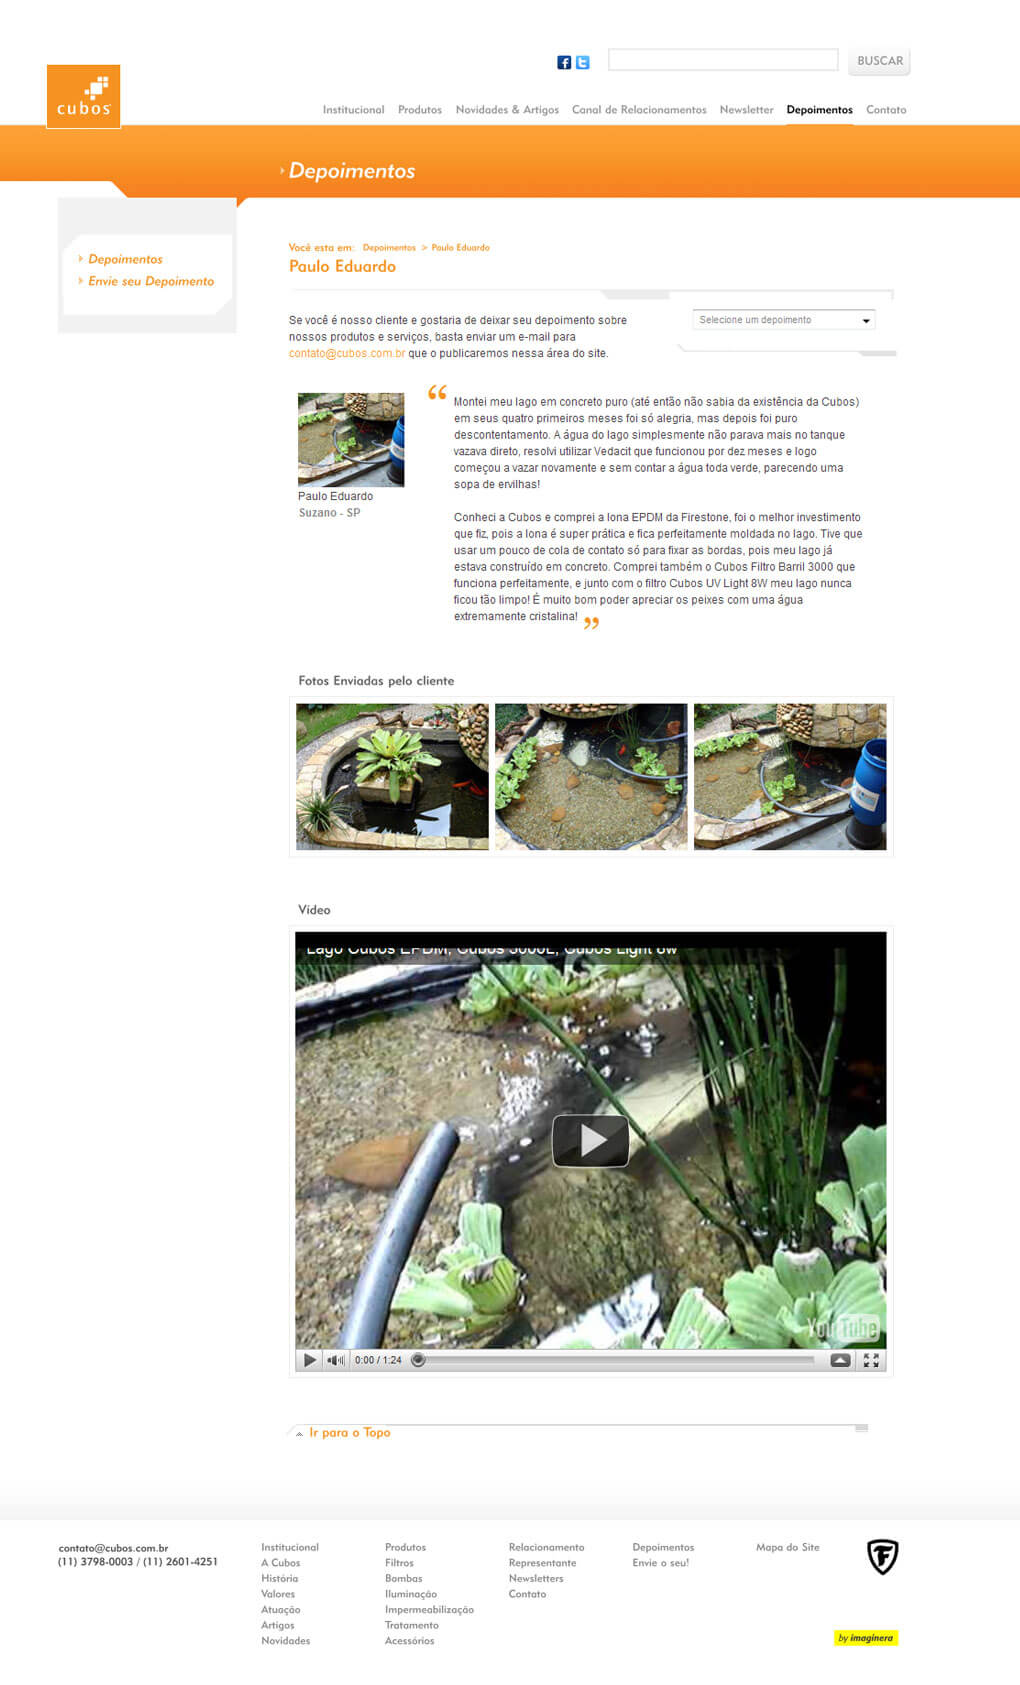 BUSCAR
cubos
Institucional Produtos Novidades & Artigos Canal de Relacionamentos Newsletter Depoimentos Contato
Depoimentos
Depoimentos
Envie seu Depoimento
Você esta em: Depoimentos > Paulo Eduardo
Paulo Eduardo
Selecione um depoimento
Se você é nosso cliente e gostaria de deixar seu depoimento sobre
nossos produtos e serviços, basta enviar um e-mail para
contato@cubos.com.br que o publicaremos nessa área do site.
Paulo Eduardo
Suzano - SP
“ Montei meu lago em concreto puro (até então não sabia da existência da Cubos)
em seus quatro primeiros meses foi só alegria, mas depois foi puro
descontentamento. A água do lago simplesmente não parava mais no tanque
vazava direto, resolvi utilizar Vedacit que funcionou por dez meses e logo
começou a vazar novamente e sem contar a água toda verde, parecendo uma
sopa de ervilhas!
Conheci a Cubos e comprei a lona EPDM da Firestone, foi o melhor investimento
que fiz, pois a lona é super prática e fica perfeitamente moldada no lago. Tive que
usar um pouco de cola de contato só para fixar as bordas, pois meu lago já
estava construído em concreto. Comprei também o Cubos Filtro Barril 3000 que
funciona perfeitamente, e junto com o filtro Cubos UV Light 8W meu lago nunca
ficou tão limpo! É muito bom poder apreciar os peixes com uma água
extremamente cristalina! ”
Fotos Enviadas pelo cliente
Vídeo
Lago Cubos EPDM, Cubos 3000L, Cubos Light 8w
YouTube
0:00 / 1:24
Ir para o Topo
contato@cubos.com.br
(11) 3798-0003 / (11) 2601-4251
Institucional
A Cubos
História
Valores
Atuação
Artigos
Novidades
Produtos
Filtros
Bombas
Iluminação
Impermeabilização
Tratamento
Acessórios
Relacionamento
Representante
Newsletters
Contato
Depoimentos
Envie o seu!
Mapa do Site
by imaginera